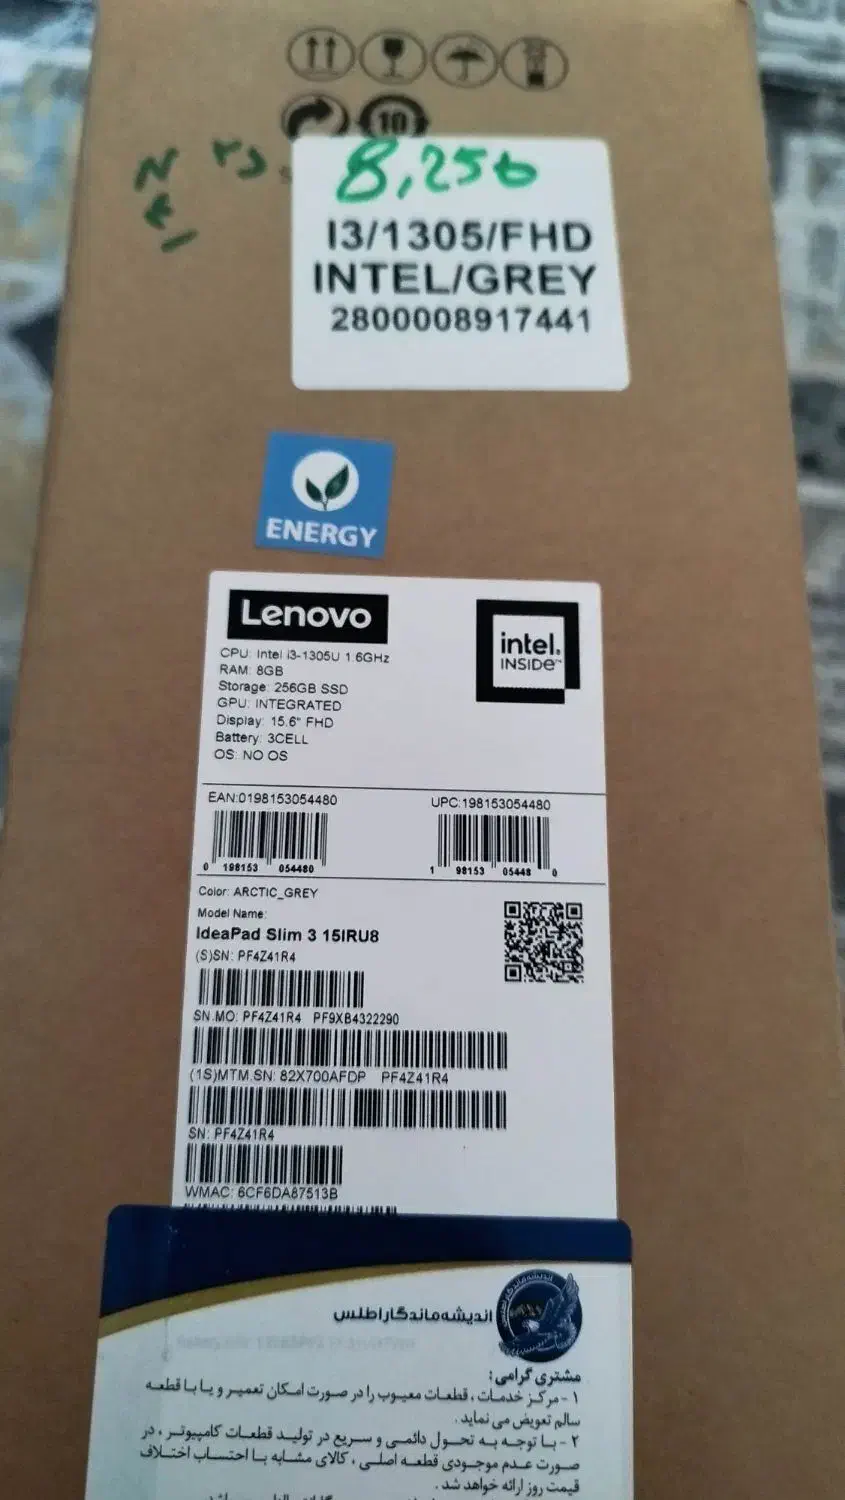 10
8,256
I3/1305/FHD
INTEL/GREY
2800008917441
ENERGY
Lenovo
intel.
INSIDe™
CPU: Intel i3-1305U 1.6GHz
RAM: 8GB
Storage: 256GB SSD
GPU: INTEGRATED
Display: 15.6" FHD
Battery: 3CELL
OS: NO OS
EAN:0198153054480
UPC:198153054480
0 198153 054480
1 98153 05448 0
Color: ARCTIC_GREY
Model Name:
IdeaPad Slim 3 15IRU8
(S)SN: PF4Z41R4
SN.MO: PF4Z41R4 PF9XB4322290
(1S)MTM.SN: 82X700AFDP PF4Z41R4
SN: PF4Z41R4
WMAC: 6CF6DA87513B
اندیشه‌ماندگار اطلس
مشتری گرامی:
۱- مرکز خدمات، قطعات معیوب را در صورت امکان تعمیر و یا با قطعه
سالم تعویض می نماید.
۲- با توجه به تحول دائمی و سریع در تولید قطعات کامپیوتر، در
صورت عدم موجودی قطعه اصلی، کالای مشابه با احتساب اختلاف
قیمت روز ارائه خواهد شد.